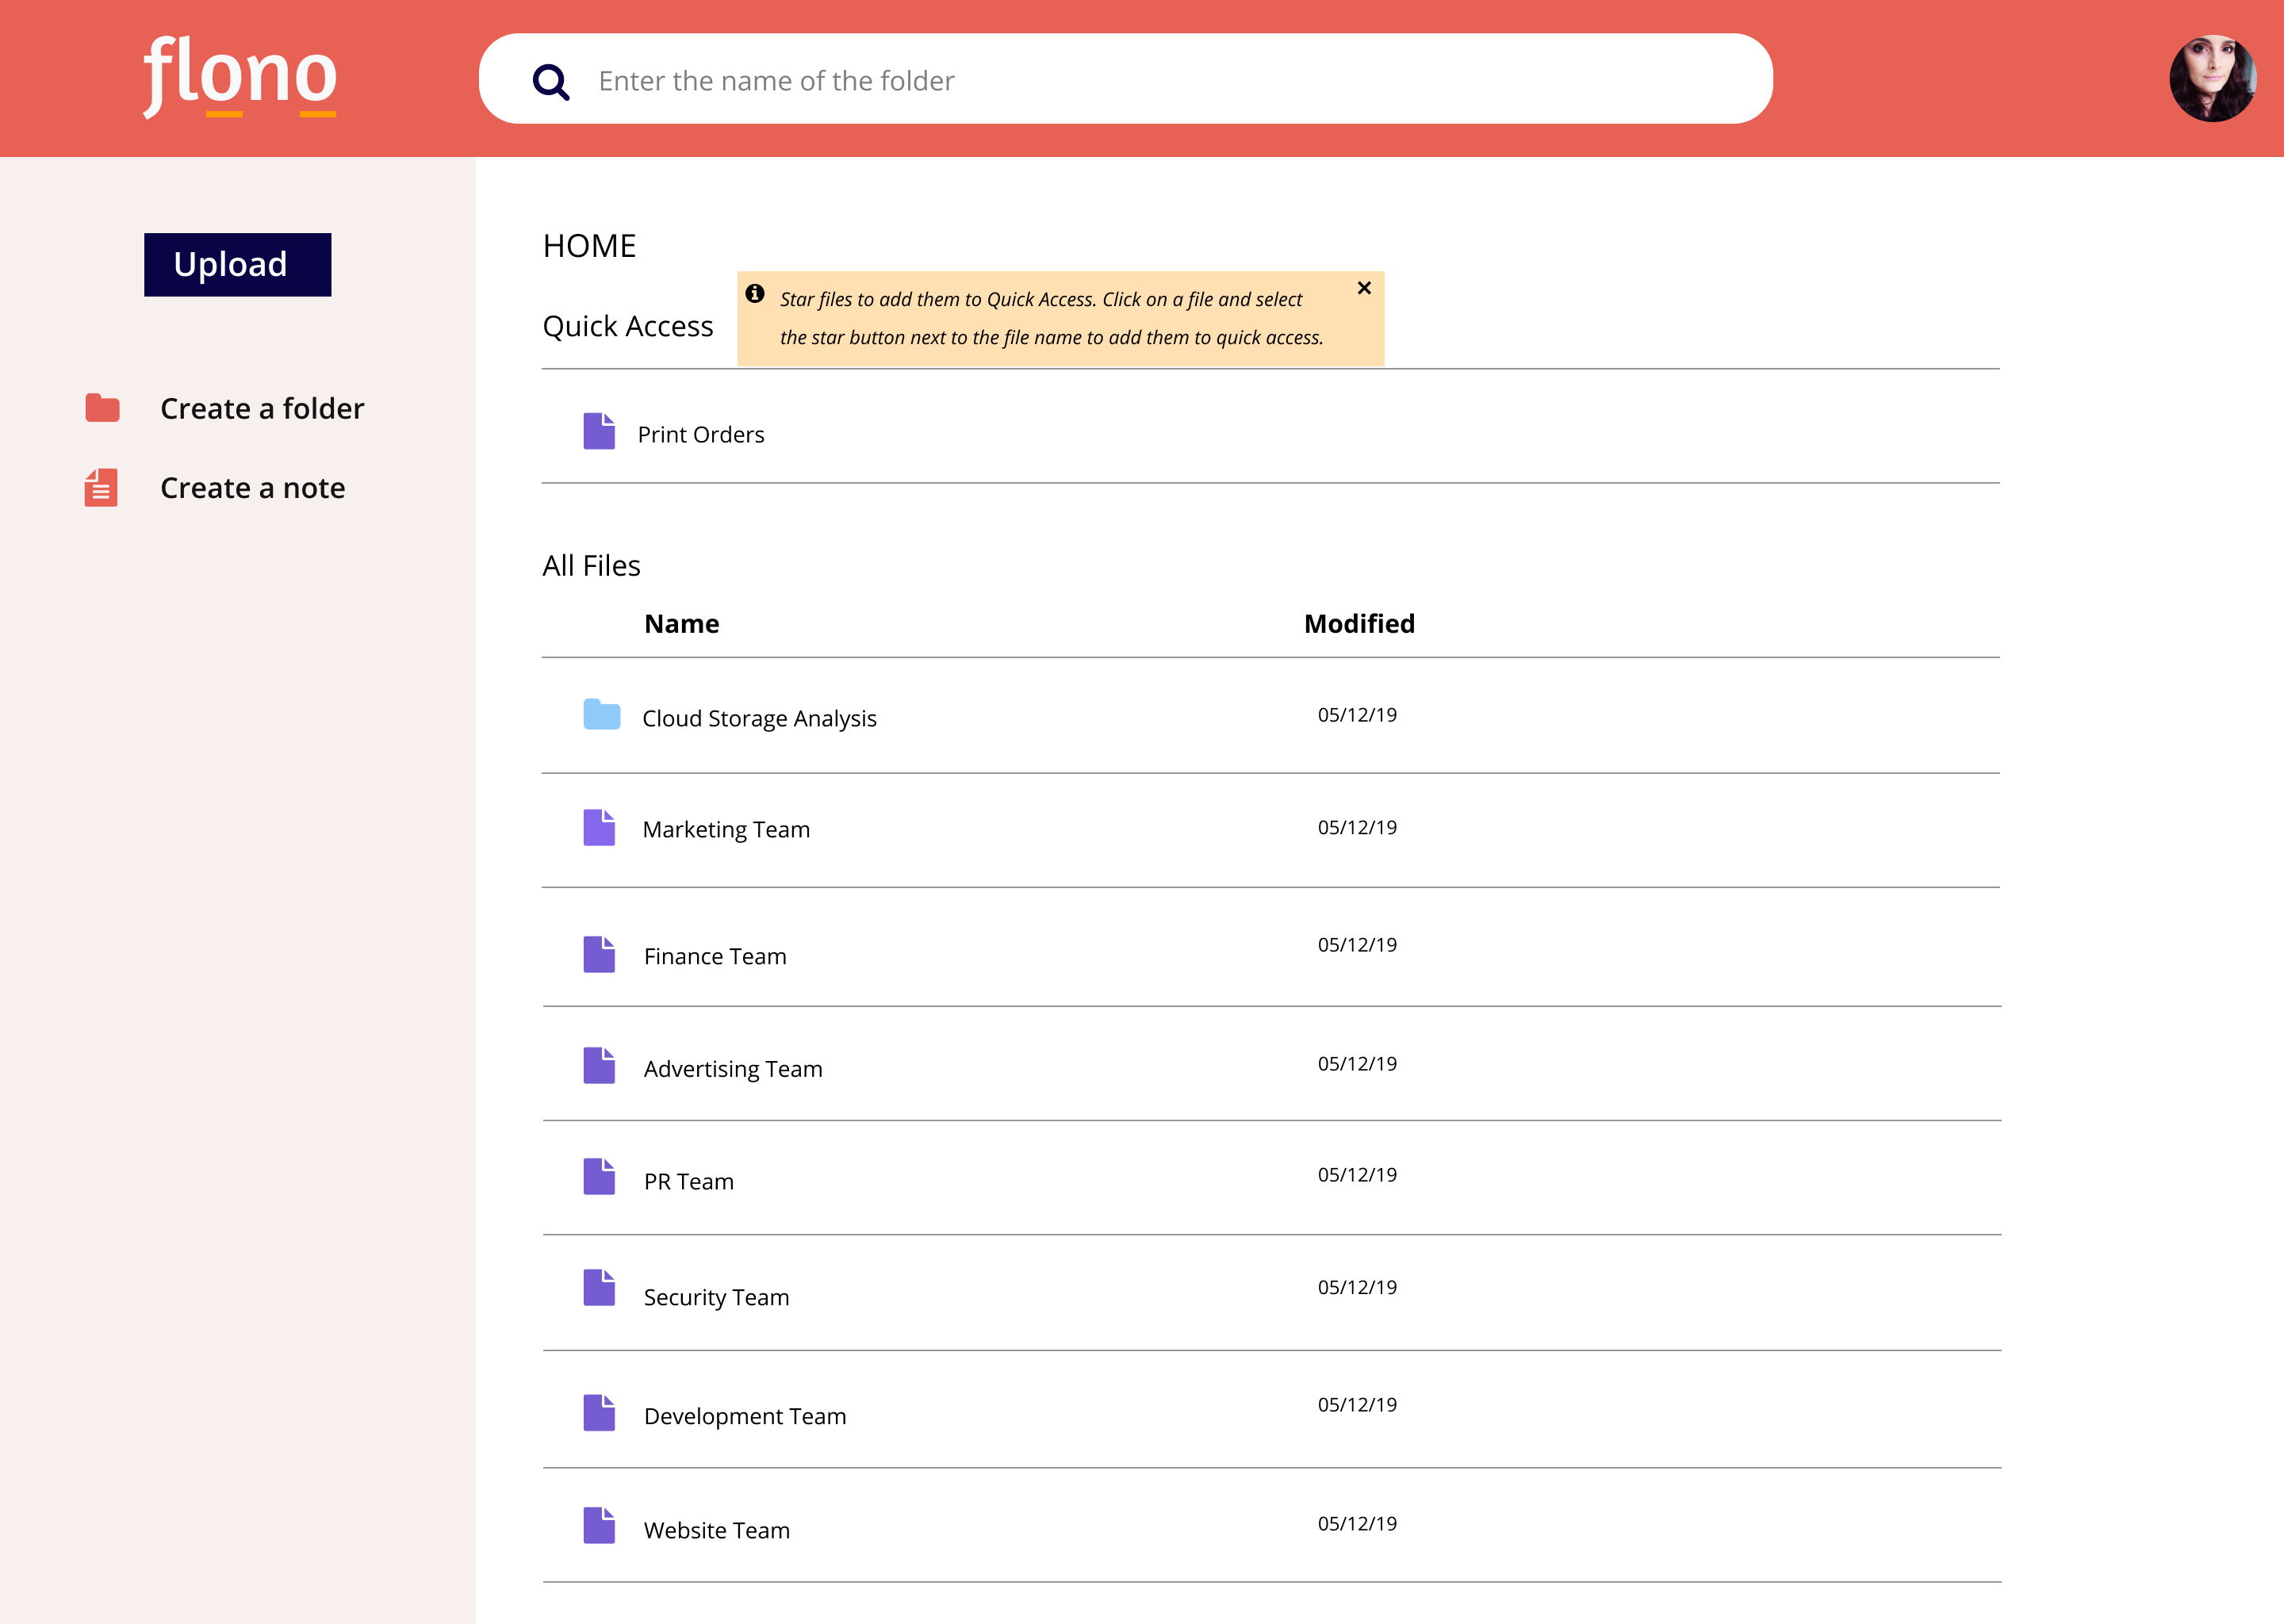 flono
Enter the name of the folder
Upload
Create a folder
Create a note
HOME
Quick Access
Star files to add them to Quick Access. Click on a file and select
the star button next to the file name to add them to quick access.
Print Orders
All Files
Name Modified
Cloud Storage Analysis 05/12/19
Marketing Team 05/12/19
Finance Team 05/12/19
Advertising Team 05/12/19
PR Team 05/12/19
Security Team 05/12/19
Development Team 05/12/19
Website Team 05/12/19